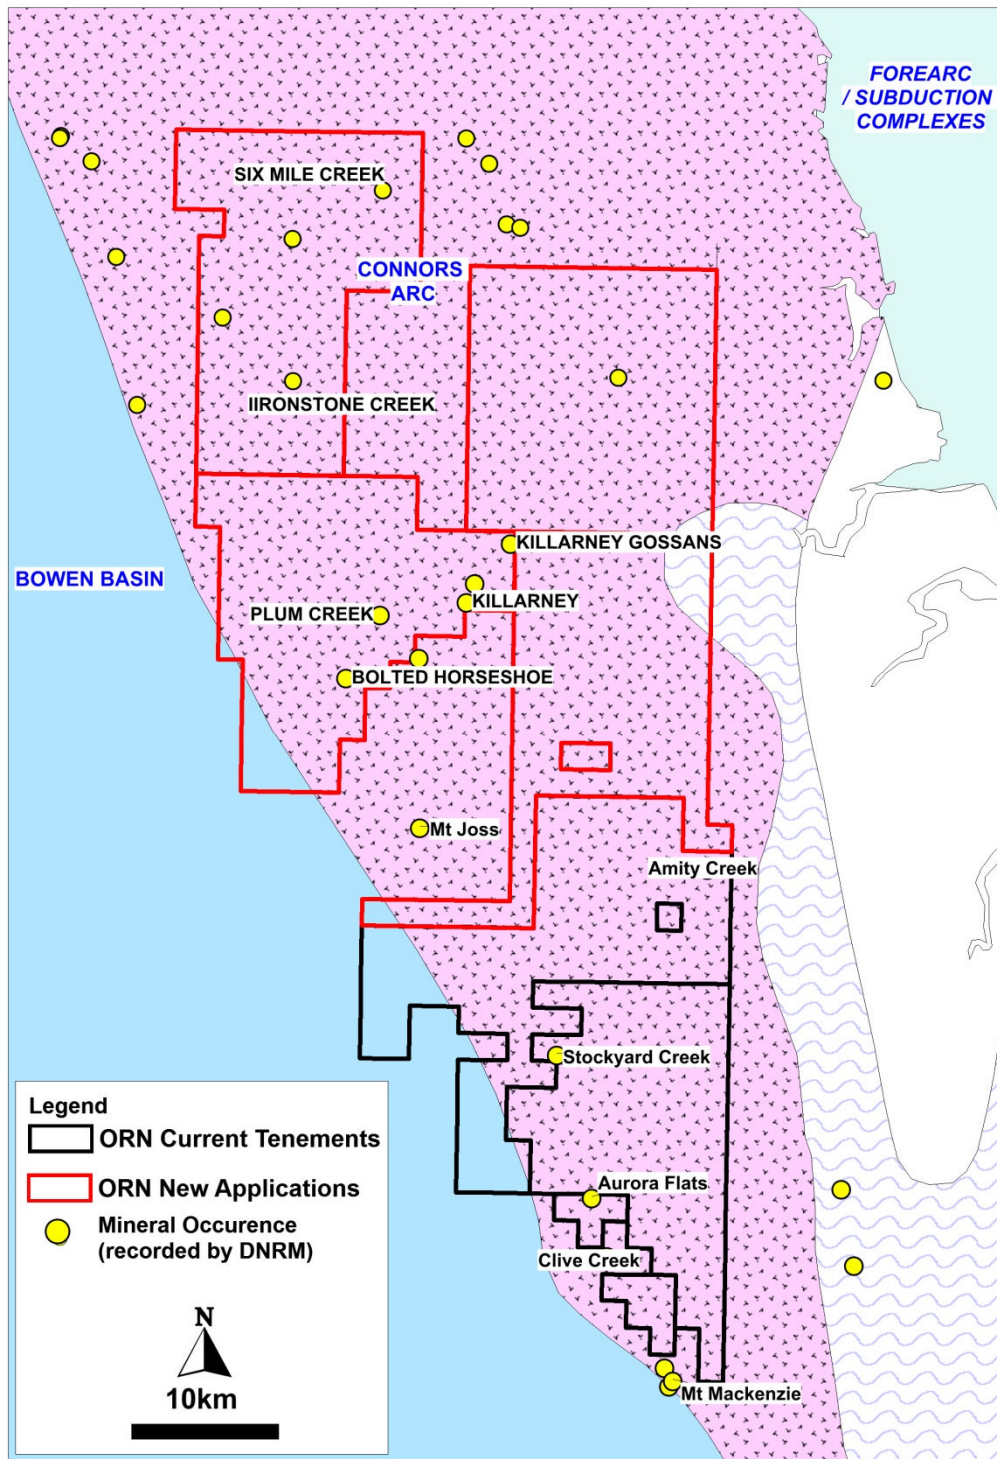 FOREARC
/ SUBDUCTION
COMPLEXES
SIX MILE CREEK
CONNORS
ARC
IIRONSTONE CREEK
KILLARNEY GOSSANS
BOWEN BASIN
KILLARNEY
PLUM CREEK
BOLTED HORSESHOE
Mt Joss
Amity Creek
Stockyard Creek
Aurora Flats
Clive Creek
Mt Mackenzie
Legend
ORN Current Tenements
ORN New Applications
Mineral Occurence
(recorded by DNRM)
N
10km